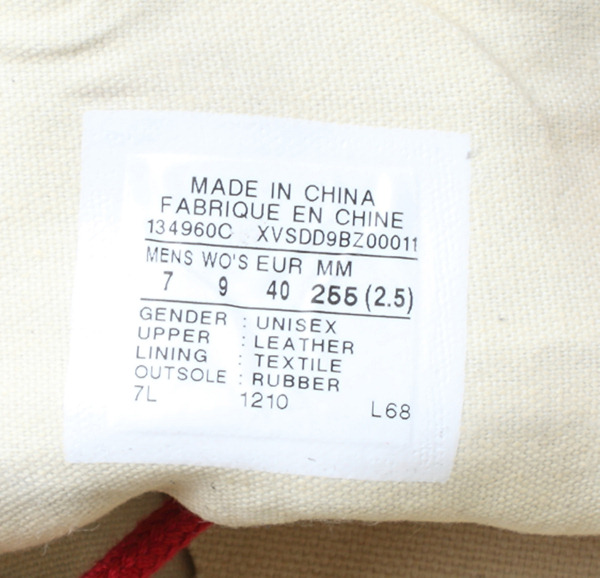 MADE IN CHINA
FABRIQUE EN CHINE
134960C XVSDD9BZ00011
MENS WO'S EUR MM
7 9 40 255 (2.5)
GENDER : UNISEX
UPPER : LEATHER
LINING : TEXTILE
OUTSOLE : RUBBER
7L 1210 L68